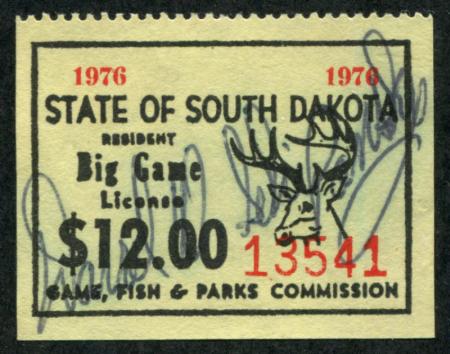 1976 1976
STATE OF SOUTH DAKOTA
RESIDENT
Big Game
License
$12.00
13541
GAME, FISH & PARKS COMMISSION